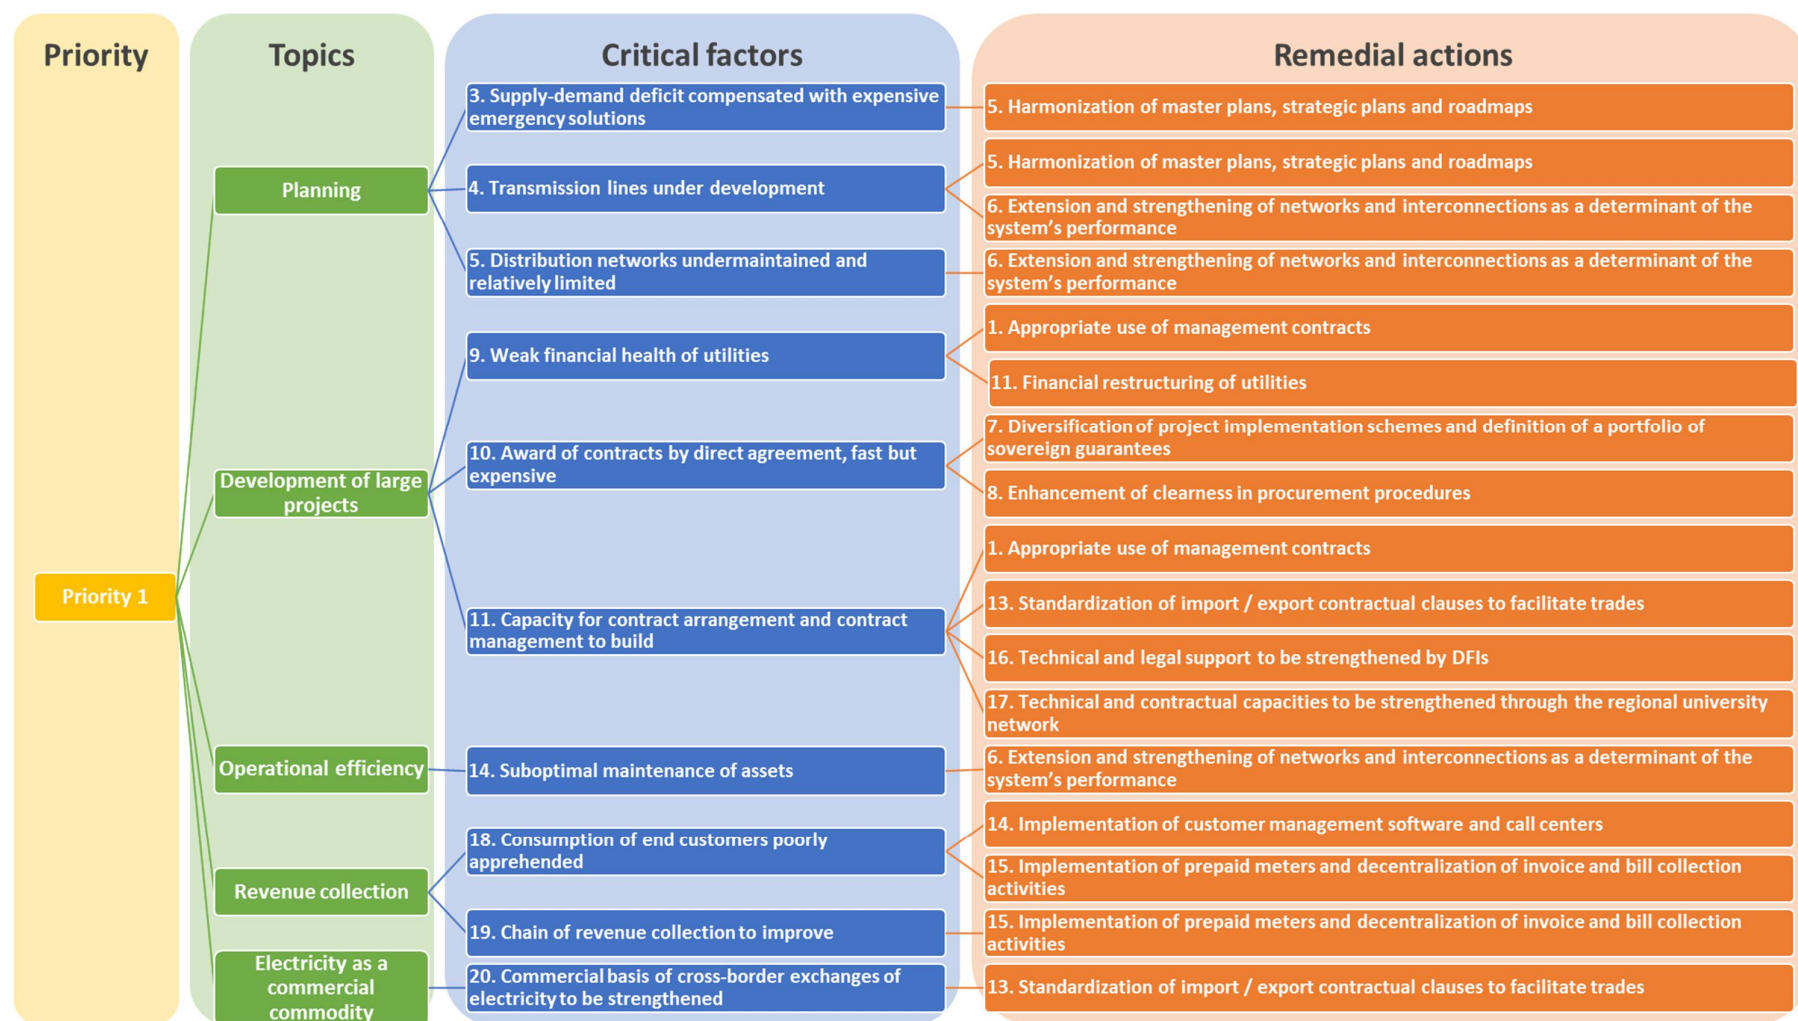 Priority
Topics
Critical factors
Remedial actions
Priority 1
Planning
3. Supply-demand deficit compensated with expensive
emergency solutions
5. Harmonization of master plans, strategic plans and roadmaps
4. Transmission lines under development
5. Harmonization of master plans, strategic plans and roadmaps
6. Extension and strengthening of networks and interconnections as a determinant of the
system’s performance
5. Distribution networks undermaintained and
relatively limited
6. Extension and strengthening of networks and interconnections as a determinant of the
system’s performance
Development of large
projects
9. Weak financial health of utilities
1. Appropriate use of management contracts
11. Financial restructuring of utilities
10. Award of contracts by direct agreement, fast but
expensive
7. Diversification of project implementation schemes and definition of a portfolio of
sovereign guarantees
8. Enhancement of clearness in procurement procedures
11. Capacity for contract arrangement and contract
management to build
1. Appropriate use of management contracts
13. Standardization of import / export contractual clauses to facilitate trades
16. Technical and legal support to be strengthened by DFIs
17. Technical and contractual capacities to be strengthened through the regional university
network
Operational efficiency
14. Suboptimal maintenance of assets
6. Extension and strengthening of networks and interconnections as a determinant of the
system’s performance
Revenue collection
18. Consumption of end customers poorly
apprehended
14. Implementation of customer management software and call centers
15. Implementation of prepaid meters and decentralization of invoice and bill collection
activities
19. Chain of revenue collection to improve
15. Implementation of prepaid meters and decentralization of invoice and bill collection
activities
Electricity as a
commercial
commodity
20. Commercial basis of cross-border exchanges of
electricity to be strengthened
13. Standardization of import / export contractual clauses to facilitate trades